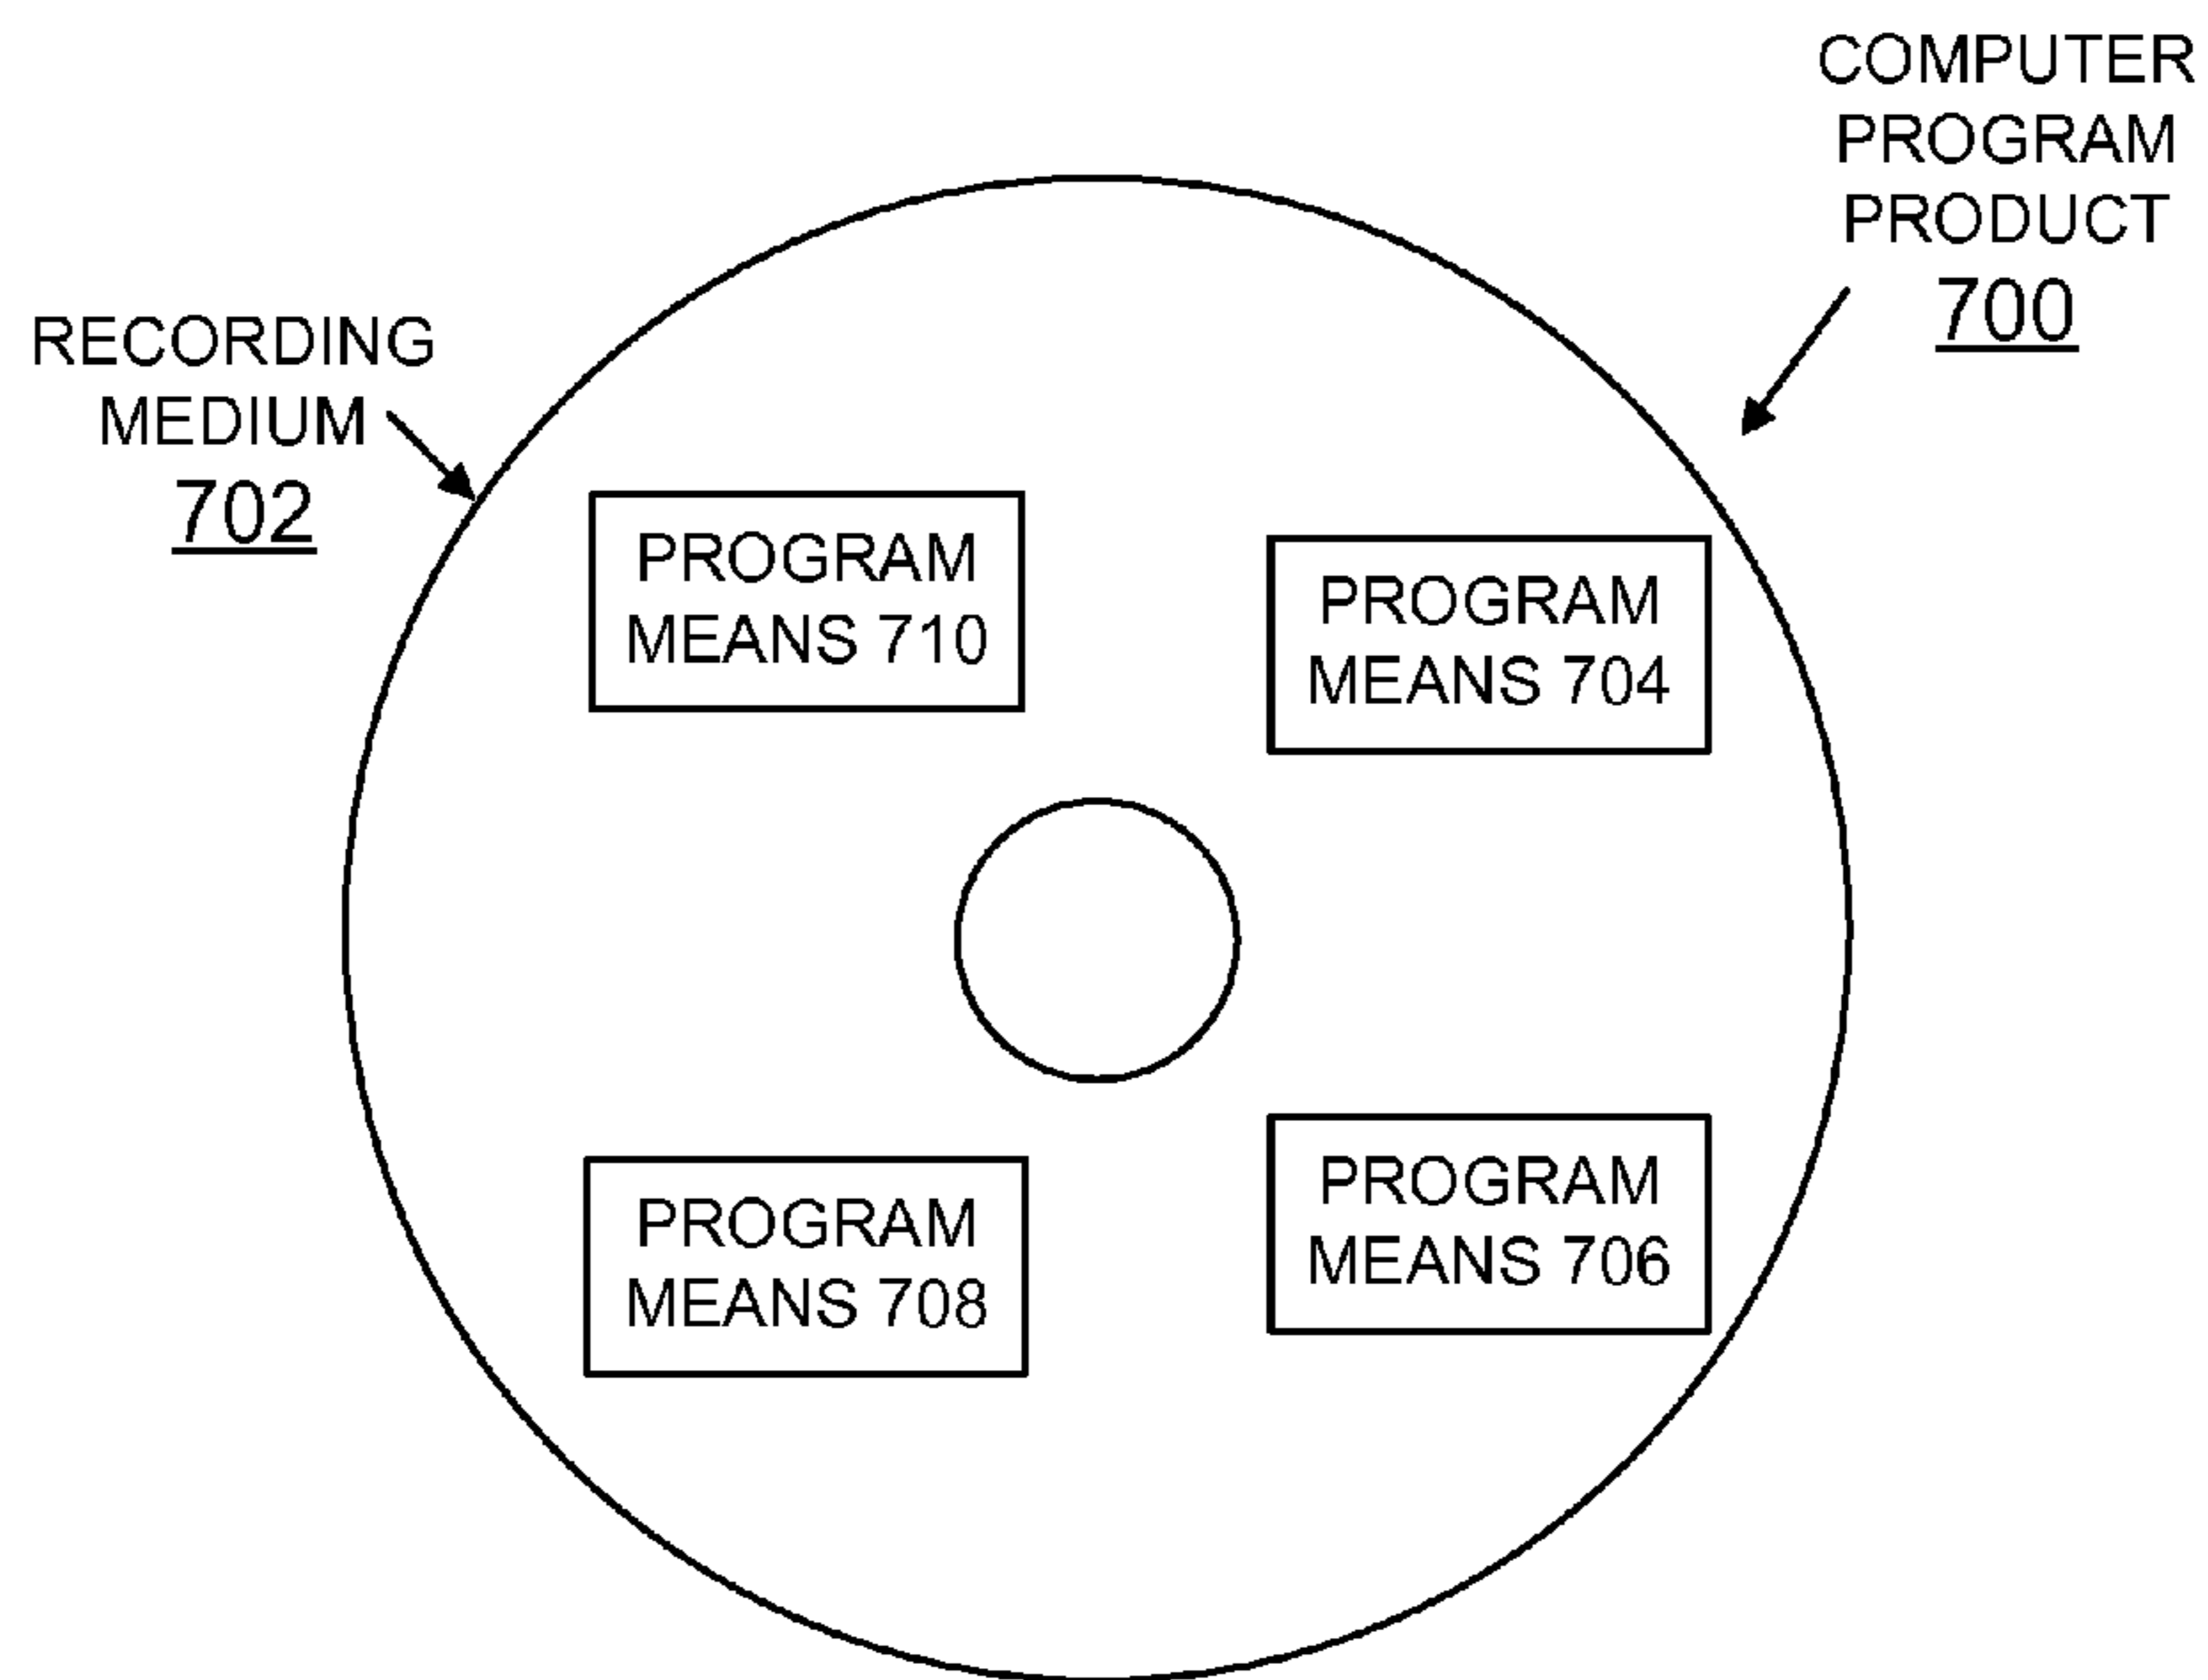 COMPUTER
PROGRAM
PRODUCT
700
RECORDING
MEDIUM
702
PROGRAM
MEANS 710
PROGRAM
MEANS 704
PROGRAM
MEANS 708
PROGRAM
MEANS 706